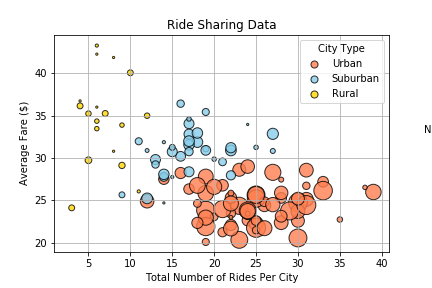 Ride Sharing Data
City Type
Urban
Suburban
Rural
Average Fare ($)
40
35
30
25
20
5 10 15 20 25 30 35 40
Total Number of Rides Per City
N